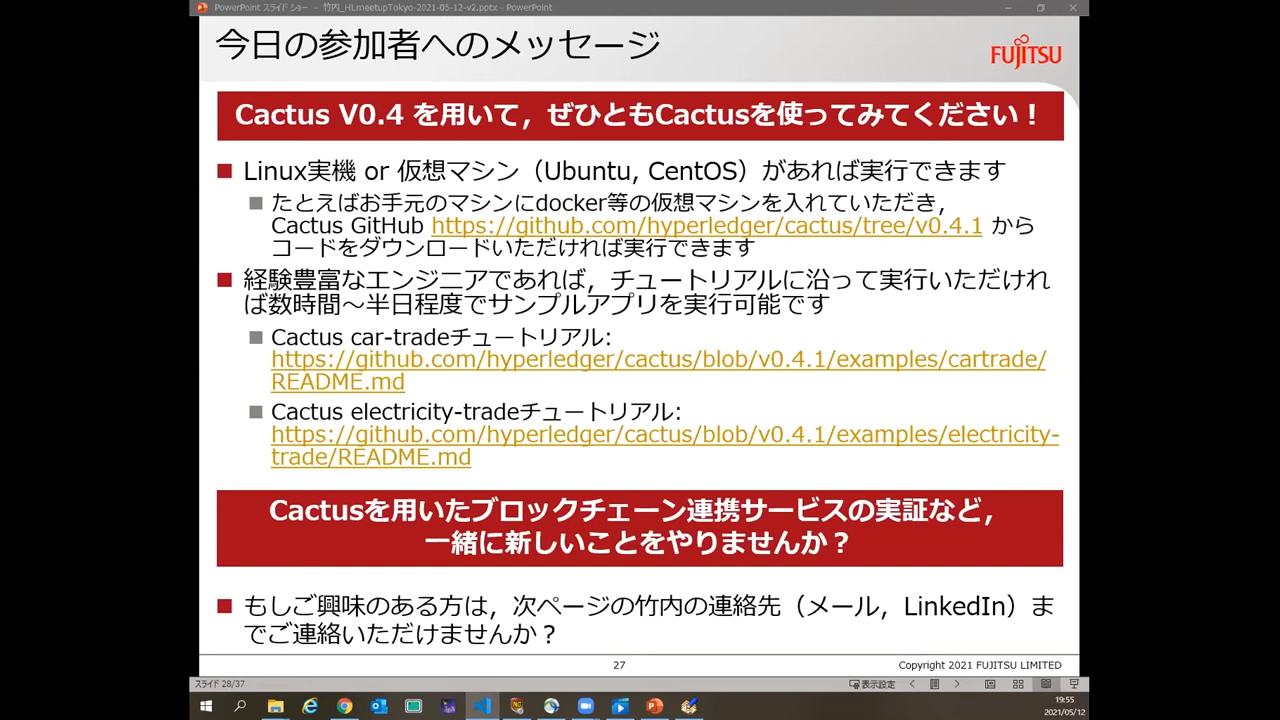 PowerPoint スライド ショー - 竹内_HLmeetupTokyo-2021-05-12-v2.pptx - PowerPoint
今日の参加者へのメッセージ
FUJITSU
Cactus V0.4 を用いて，ぜひともCactusを使ってみてください！
Linux実機 or 仮想マシン（Ubuntu, CentOS）があれば実行できます
たとえばお手元のマシンにdocker等の仮想マシンを入れていただき，
Cactus GitHub https://github.com/hyperledger/cactus/tree/v0.4.1 から
コードをダウンロードいただければ実行できます
経験豊富なエンジニアであれば，チュートリアルに沿って実行いただけれ
ば数時間～半日程度でサンプルアプリを実行可能です
Cactus car-tradeチュートリアル:
https://github.com/hyperledger/cactus/blob/v0.4.1/examples/cartrade/
README.md
Cactus electricity-tradeチュートリアル:
https://github.com/hyperledger/cactus/blob/v0.4.1/examples/electricity-
trade/README.md
Cactusを用いたブロックチェーン連携サービスの実証など，
一緒に新しいことをやりませんか？
もしご興味のある方は，次ページの竹内の連絡先（メール，LinkedIn）ま
でご連絡いただけませんか？
27
Copyright 2021 FUJITSU LIMITED
スライド 28/37
表示設定
19:55
2021/05/12